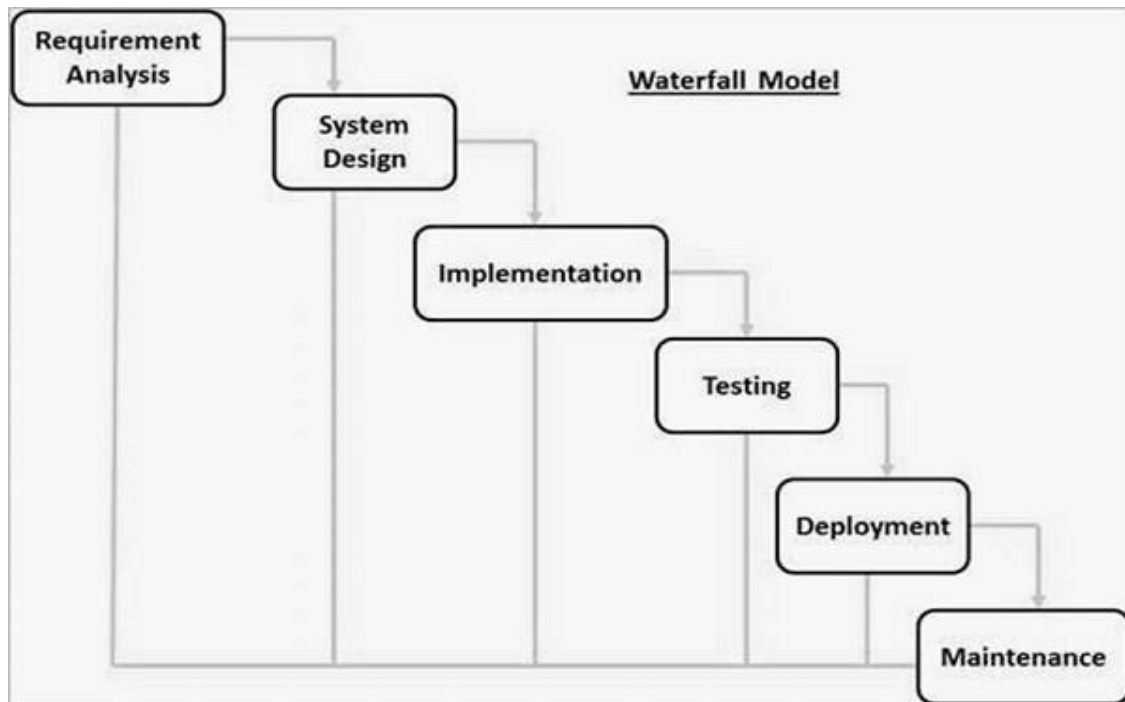 Requirement
Analysis
Waterfall Model
System
Design
Implementation
Testing
Deployment
Maintenance